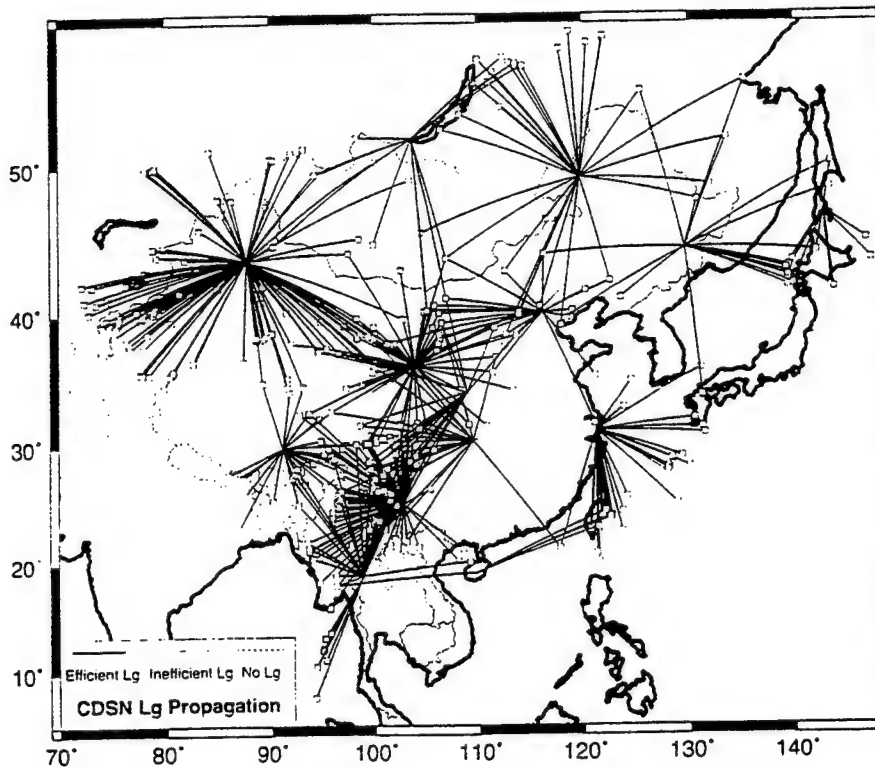 50°
40°
30°
20°
10°
Efficient Lg Inefficient Lg No Lg
CDSN Lg Propagation
70° 80° 90° 100° 110° 120° 130° 140°